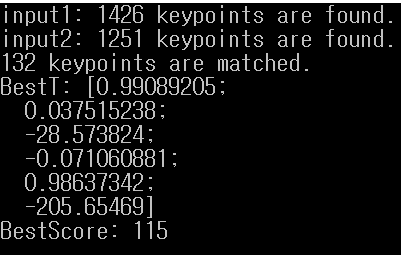 input1: 1426 keypoints are found.
input2: 1251 keypoints are found.
132 keypoints are matched.
BestT: [0.99089205;
  0.037515238;
  -28.573824;
  -0.071060881;
  0.98637342;
  -205.65469]
BestScore: 115